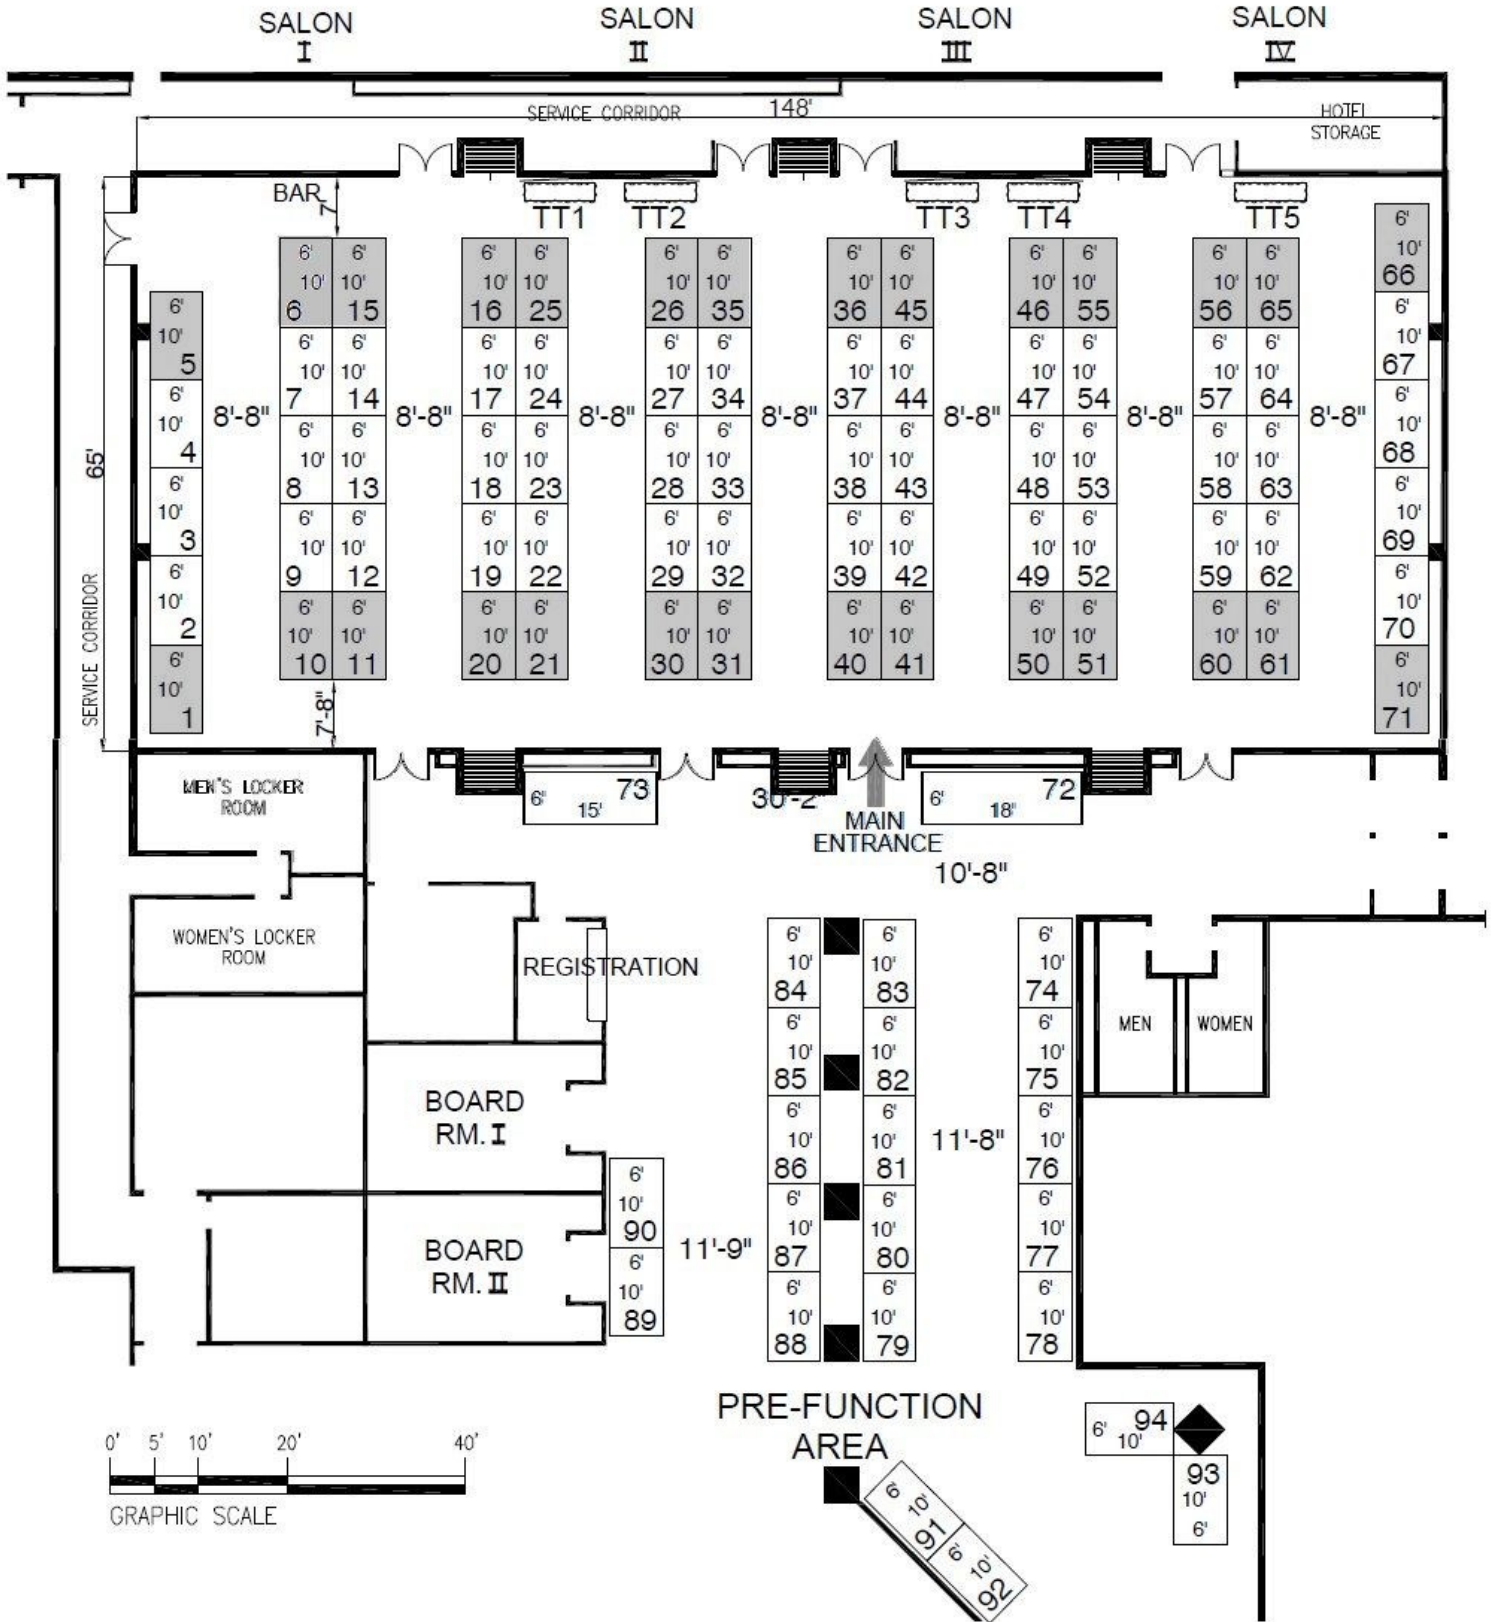 SALON SALON SALON SALON
I II III IV
SERVICE CORRIDOR 148' HOTEL
STORAGE
BAR 7'
TT1 TT2 TT3 TT4 TT5
6' 10' 66
6' 10' 6 6' 10' 15 6' 10' 16 6' 10' 25 6' 10' 26 6' 10' 35 6' 10' 36 6' 10' 45 6' 10' 46 6' 10' 55 6' 10' 56 6' 10' 65
6' 10' 5 6' 10' 67
6' 10' 7 6' 10' 14 6' 10' 17 6' 10' 24 6' 10' 27 6' 10' 34 6' 10' 37 6' 10' 44 6' 10' 47 6' 10' 54 6' 10' 57 6' 10' 64
8'-8" 8'-8" 8'-8" 8'-8" 8'-8" 8'-8" 8'-8"
6' 10' 4 6' 10' 68
65'
6' 10' 8 6' 10' 13 6' 10' 18 6' 10' 23 6' 10' 28 6' 10' 33 6' 10' 38 6' 10' 43 6' 10' 48 6' 10' 53 6' 10' 58 6' 10' 63
6' 10' 3 6' 10' 69
6' 10' 9 6' 10' 12 6' 10' 19 6' 10' 22 6' 10' 29 6' 10' 32 6' 10' 39 6' 10' 42 6' 10' 49 6' 10' 52 6' 10' 59 6' 10' 62
6' 10' 2 6' 10' 70
SERVICE CORRIDOR
6' 10' 10 6' 10' 11 6' 10' 20 6' 10' 21 6' 10' 30 6' 10' 31 6' 10' 40 6' 10' 41 6' 10' 50 6' 10' 51 6' 10' 60 6' 10' 61
6' 10' 1 6' 10' 71
7'-8"
MEN'S LOCKER
ROOM
6' 15' 73
30'-2"
6' 18' 72
MAIN
ENTRANCE
10'-8"
WOMEN'S LOCKER
ROOM
REGISTRATION
6' 10' 84 6' 10' 83 6' 10' 74
MEN WOMEN
6' 10' 85 6' 10' 82 6' 10' 75
BOARD
RM. I
6' 10' 86 6' 10' 81 11'-8" 6' 10' 76
6' 10' 90
6' 10' 87 6' 10' 80 6' 10' 77
BOARD
RM. II
11'-9"
6' 10' 89
6' 10' 88 6' 10' 79 6' 10' 78
PRE-FUNCTION
AREA
6' 10' 94
93 10' 6'
6' 10' 91
6' 10' 92
0' 5' 10' 20' 40'
GRAPHIC SCALE